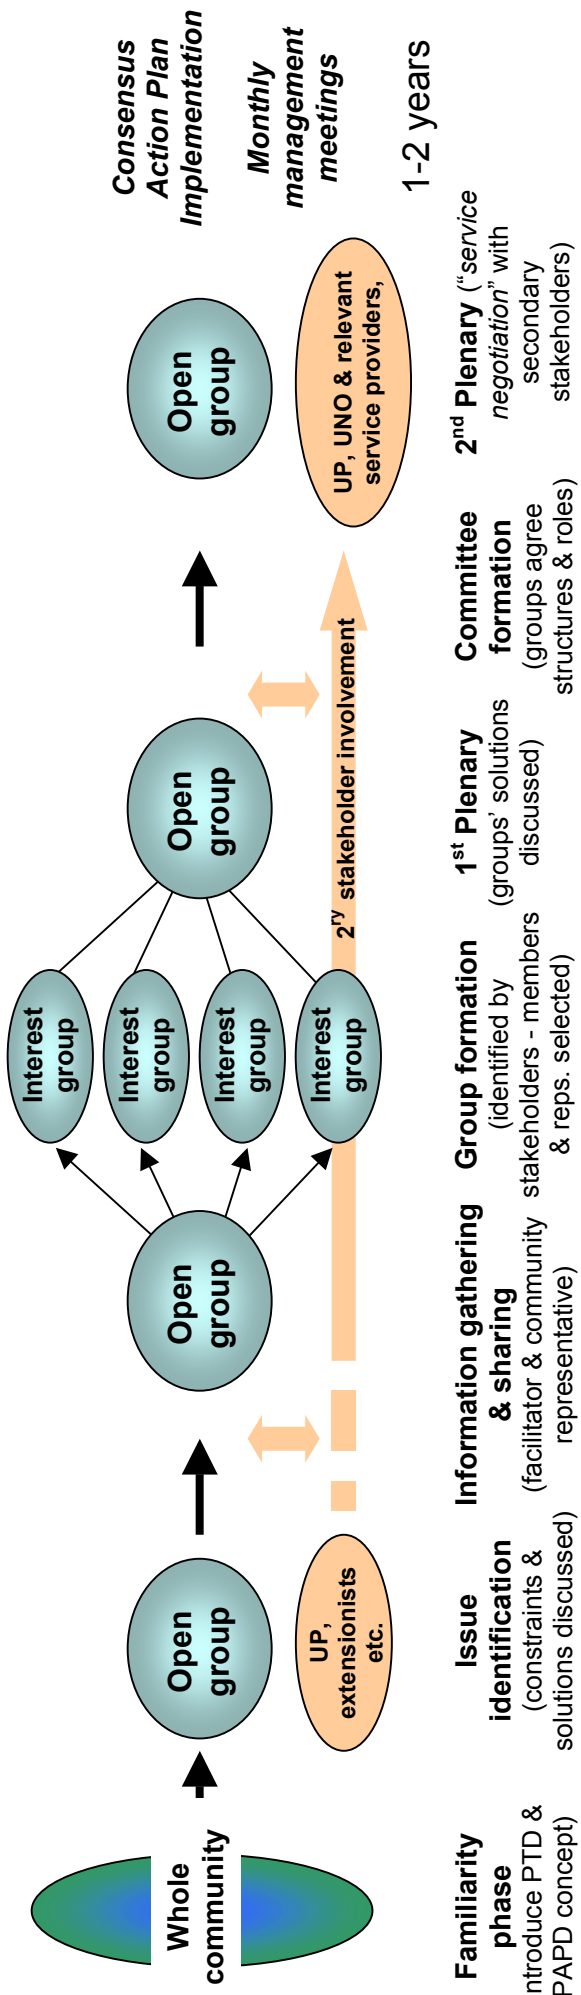 Whole
community
Open
group
UP,
extensionists
etc.
Open
group
Interest
group
Interest
group
Interest
group
Interest
group
Open
group
2ry stakeholder involvement
Open
group
UP, UNO & relevant
service providers,
Consensus
Action Plan
Implementation
Monthly
management
meetings
1-2 years
Familiarity
phase
ntroduce PTD &
PAPD concept)
Issue
identification
(constraints &
solutions discussed)
Information gathering
& sharing
(facilitator & community
representative)
Group formation
(identified by
stakeholders - members
& reps. selected)
1st Plenary
(groups' solutions
discussed)
Committee
formation
(groups agree
structures & roles)
2nd Plenary ("service
negotiation" with
secondary
stakeholders)